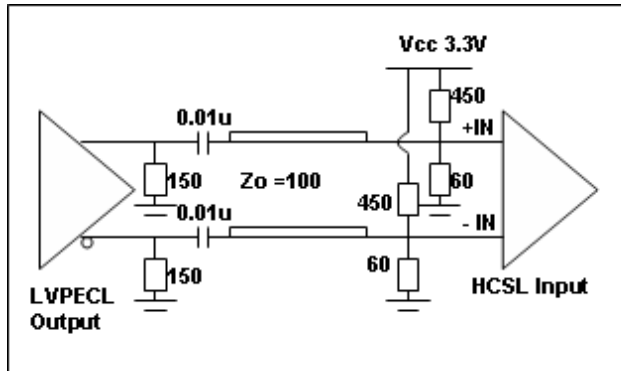 Vcc 3.3V
450
0.01u
+IN
150
Zo =100
60
0.01u
450
- IN
150
60
LVPECL
Output
HCSL Input